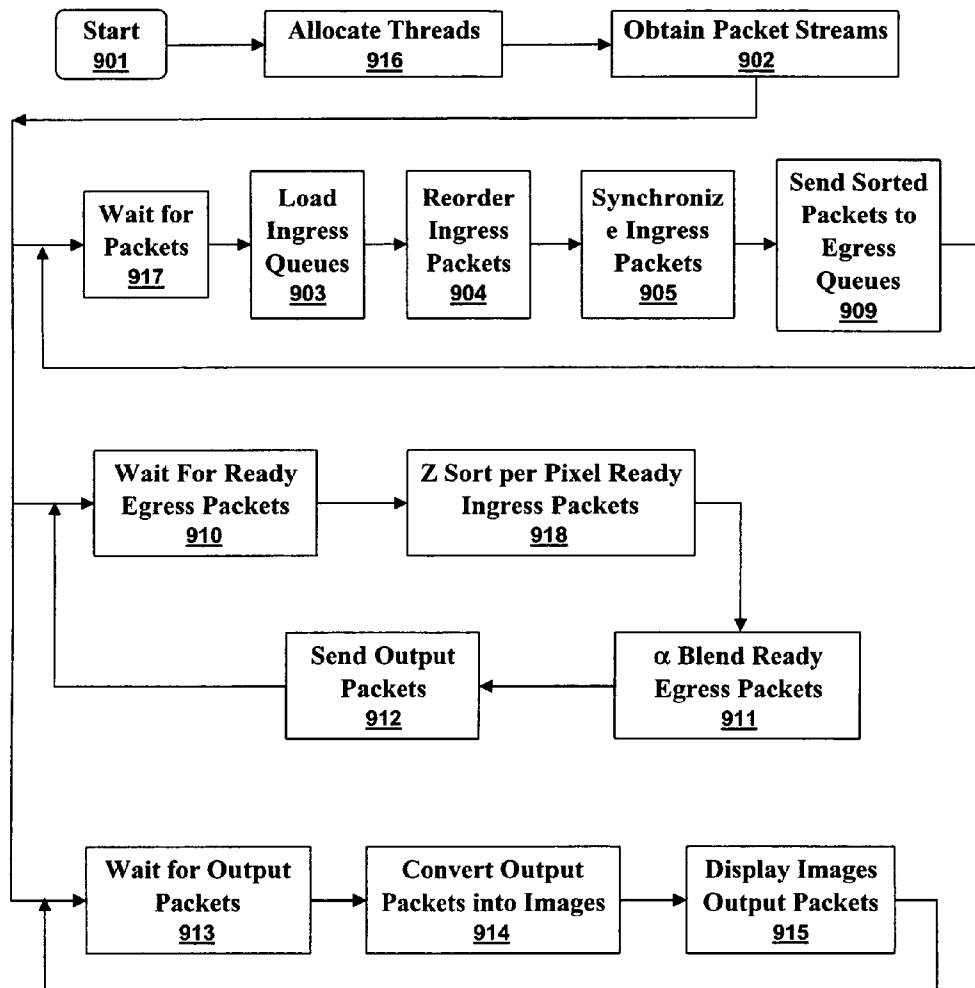 Start
901
Allocate Threads
916
Obtain Packet Streams
902
Wait for
Packets
917
Load
Ingress
Queues
903
Reorder
Ingress
Packets
904
Synchroniz
e Ingress
Packets
905
Send Sorted
Packets to
Egress
Queues
909
Wait For Ready
Egress Packets
910
Z Sort per Pixel Ready
Ingress Packets
918
α Blend Ready
Egress Packets
911
Send Output
Packets
912
Wait for Output
Packets
913
Convert Output
Packets into Images
914
Display Images
Output Packets
915